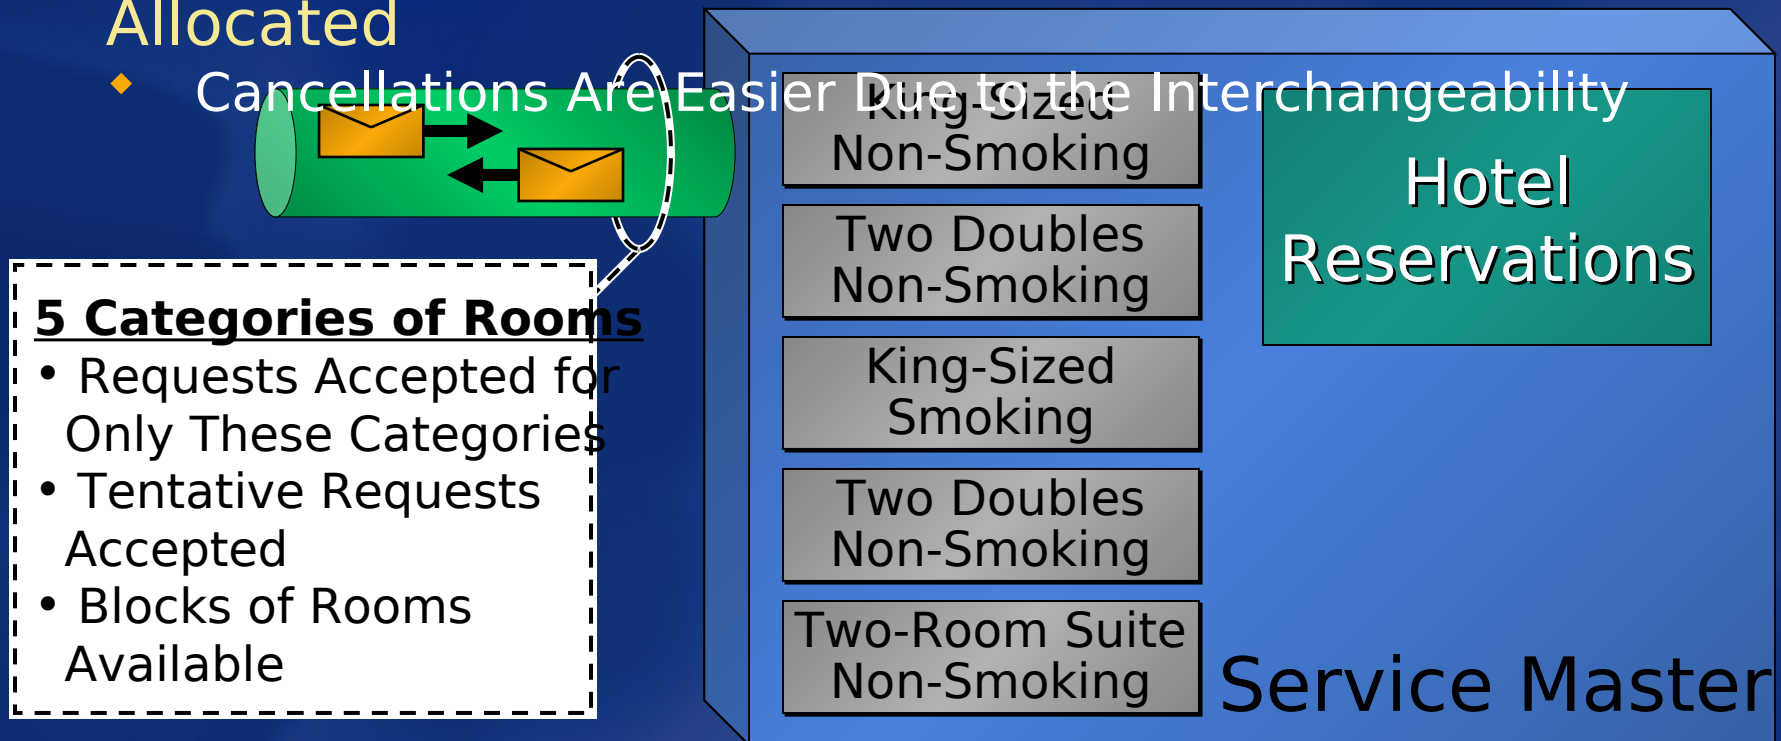 Allocated
Cancellations Are Easier Due to the Interchangeability
King-Sized
Non-Smoking
Two Doubles
Non-Smoking
King-Sized
Smoking
Two Doubles
Non-Smoking
Two-Room Suite
Non-Smoking
Hotel
Reservations
Service Master
5 Categories of Rooms
• Requests Accepted for
Only These Categories
• Tentative Requests
Accepted
• Blocks of Rooms
Available